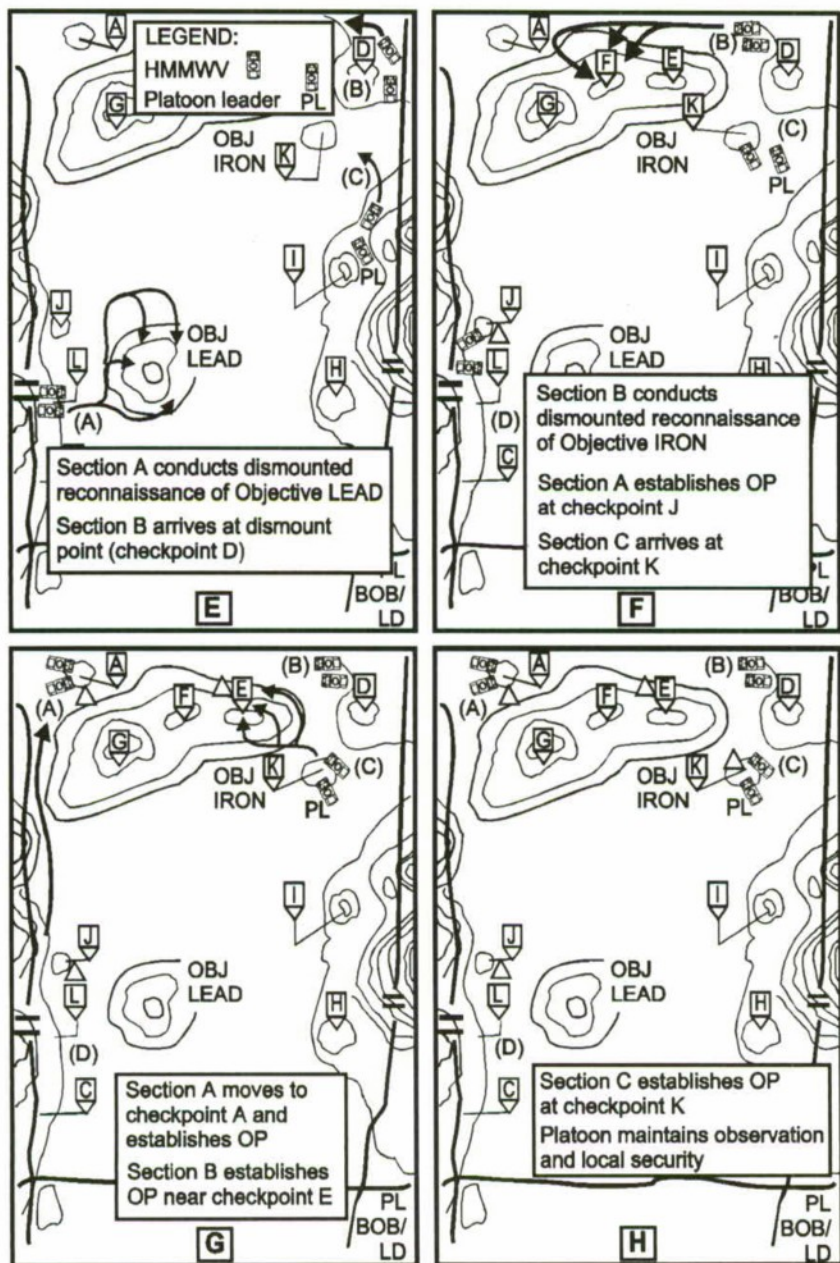 A
LEGEND:
HMMWV
Platoon leader PL
D
(B)
G
OBJ
IRON
K
(C)
I
PL
J
OBJ
LEAD
L
H
(A)
Section A conducts dismounted
reconnaissance of Objective LEAD
Section B arrives at dismount
point (checkpoint D)
E
PL
BOB/
LD
A
(B)
D
F
E
G
K
OBJ
IRON
(C)
PL
I
J
OBJ
LEAD
L
H
(D)
C
Section B conducts
dismounted reconnaissance
of Objective IRON
Section A establishes OP
at checkpoint J
Section C arrives at
checkpoint K
F
PL
BOB/
LD
A
(B)
E
D
(A)
F
G
K
(C)
OBJ
IRON
PL
I
J
OBJ
LEAD
L
H
(D)
C
Section A moves to
checkpoint A and
establishes OP
Section B establishes
OP near checkpoint E
G
PL
BOB/
LD
A
(B)
E
D
(A)
F
G
K
(C)
OBJ
IRON
PL
I
J
OBJ
LEAD
L
H
(D)
C
Section C establishes OP
at checkpoint K
Platoon maintains observation
and local security
H
PL
BOB/
LD